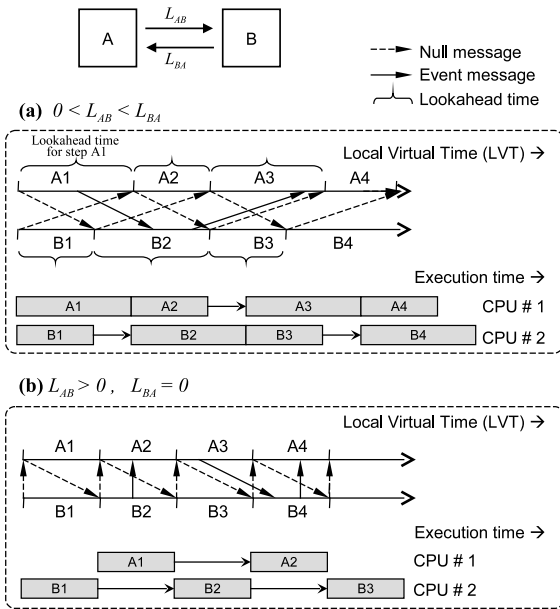 L_AB
A B
L_BA
Null message
Event message
Lookahead time
(a) 0 < L_AB < L_BA
Lookahead time
for step A1
Local Virtual Time (LVT) →
A1 A2 A3 A4
B1 B2 B3 B4
Execution time →
A1 A2 A3 A4 CPU # 1
B1 B2 B3 B4 CPU # 2
(b) L_AB > 0 , L_BA = 0
Local Virtual Time (LVT) →
A1 A2 A3 A4
B1 B2 B3 B4
Execution time →
A1 A2 CPU # 1
B1 B2 B3 CPU # 2